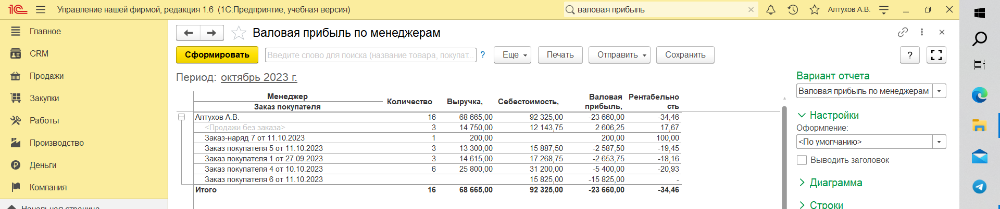 1С Управление нашей фирмой, редакция 1.6 (1С:Предприятие, учебная версия) валовая прибыль Алтухов А.В.
Главное
CRM
Продажи
Закупки
Работы
Производство
Деньги
Компания
Начальная страница
Валовая прибыль по менеджерам
Сформировать Введите слово для поиска (название товара, покупат... ? Еще Печать Отправить Сохранить ?
Период: октябрь 2023 г.
Менеджер Количество Выручка, Себестоимость, Валовая прибыль, Рентабельно
Заказ покупателя сть
Алтухов А.В. 16 68 665,00 92 325,00 -23 660,00 -34,46
<Продажи без заказа> 3 14 750,00 12 143,75 2 606,25 17,67
Заказ-наряд 7 от 11.10.2023 1 200,00 200,00 100,00
Заказ покупателя 5 от 11.10.2023 3 13 300,00 15 887,50 -2 587,50 -19,45
Заказ покупателя 1 от 27.09.2023 3 14 615,00 17 268,75 -2 653,75 -18,16
Заказ покупателя 4 от 10.10.2023 6 25 800,00 31 200,00 -5 400,00 -20,93
Заказ покупателя 6 от 11.10.2023 15 825,00 -15 825,00 -
Итого 16 68 665,00 92 325,00 -23 660,00 -34,46
Вариант отчета
Валовая прибыль по менеджерам
Настройки
Оформление:
<По умолчанию>
Выводить заголовок
Диаграмма
Строки